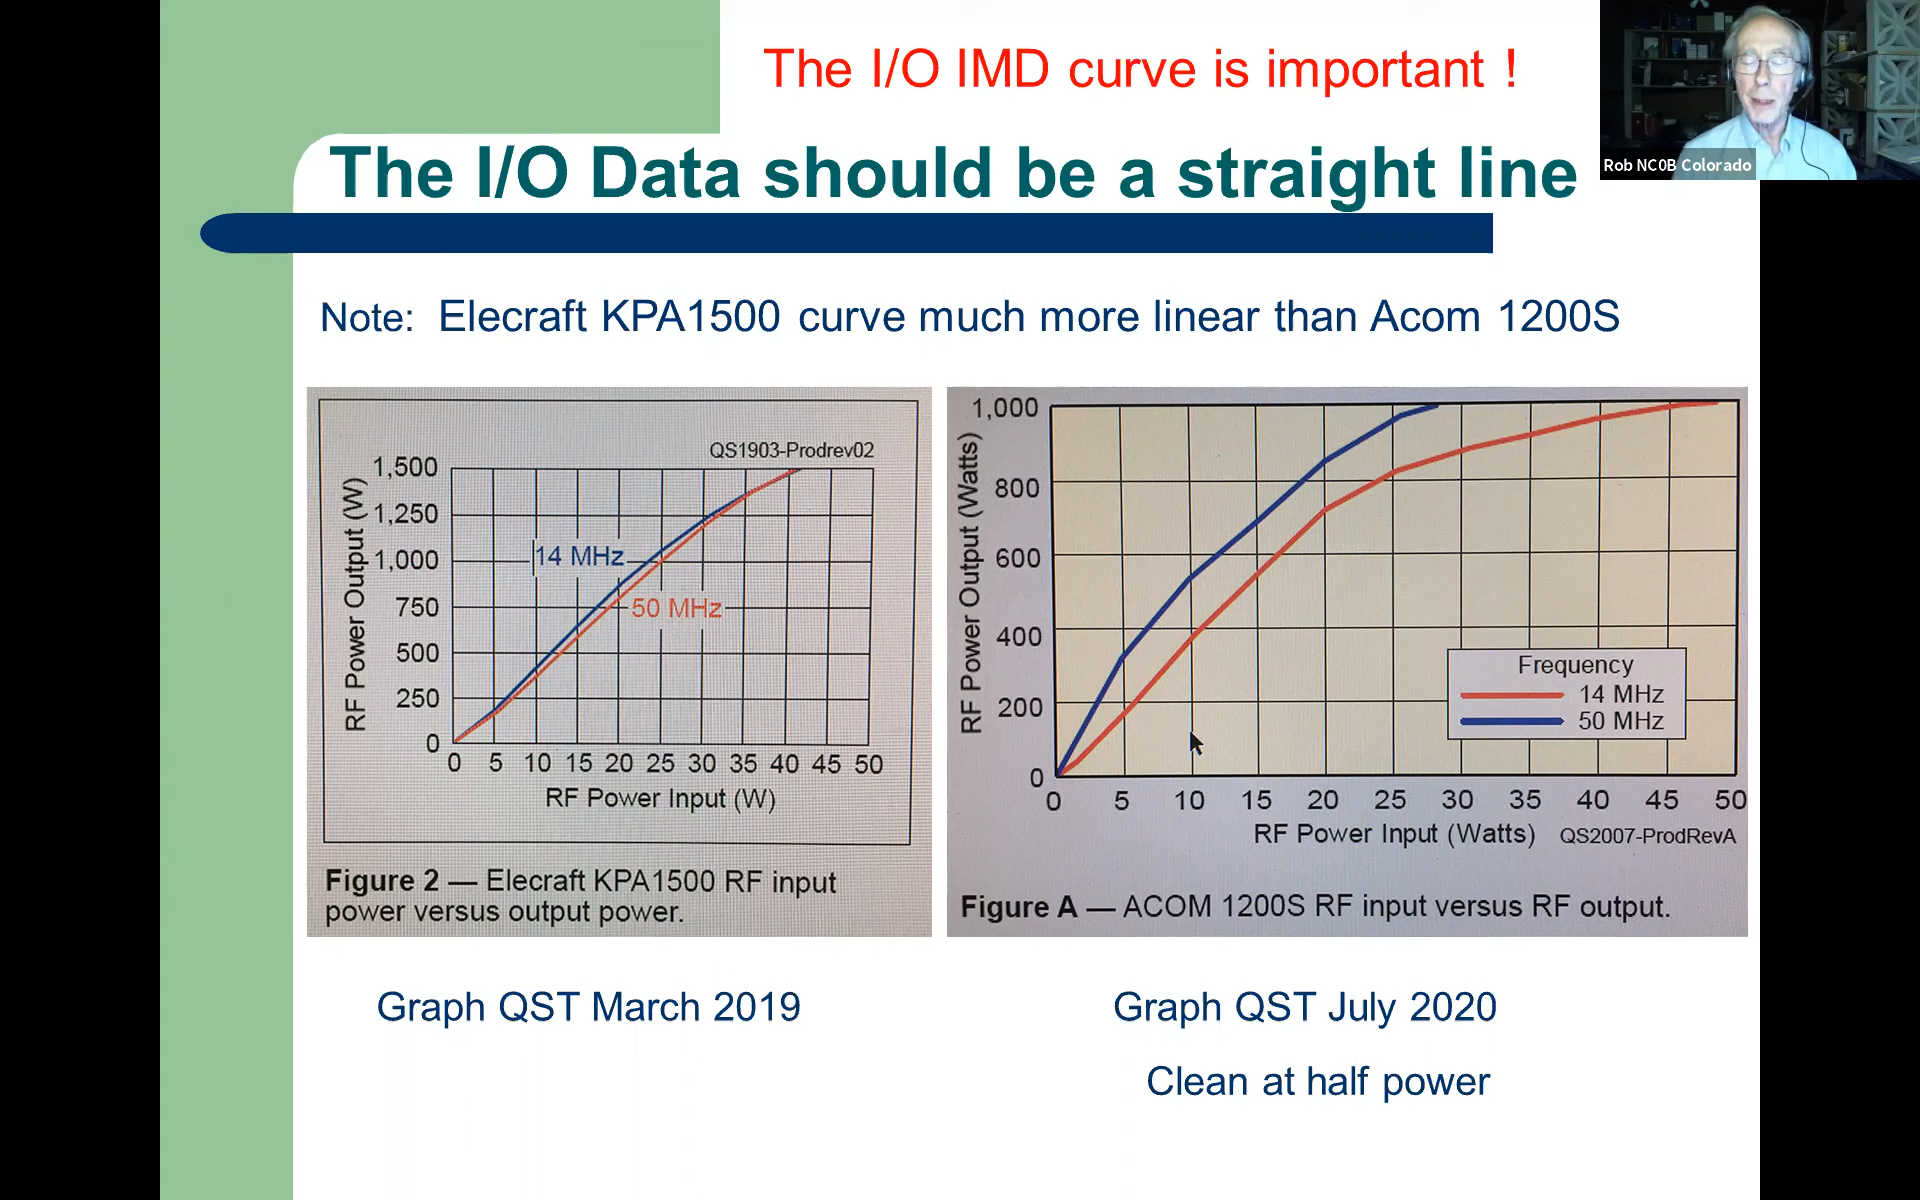 The I/O IMD curve is important !
Rob NC0B Colorado
The I/O Data should be a straight line
Note: Elecraft KPA1500 curve much more linear than Acom 1200S
QS1903-Prodrev02
RF Power Output (W)
1,500
1,250
1,000
750
500
250
0
14 MHz
50 MHz
0 5 10 15 20 25 30 35 40 45 50
RF Power Input (W)
Figure 2 — Elecraft KPA1500 RF input
power versus output power.
RF Power Output (Watts)
1,000
800
600
400
200
0
Frequency
14 MHz
50 MHz
0 5 10 15 20 25 30 35 40 45 50
RF Power Input (Watts) QS2007-ProdRevA
Figure A — ACOM 1200S RF input versus RF output.
Graph QST March 2019
Graph QST July 2020
Clean at half power